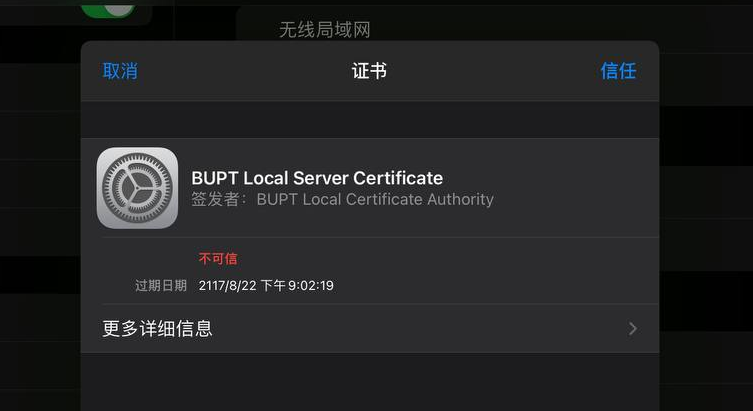 无线局域网
取消 证书 信任
BUPT Local Server Certificate
签发者：BUPT Local Certificate Authority
不可信
过期日期 2117/8/22 下午9:02:19
更多详细信息